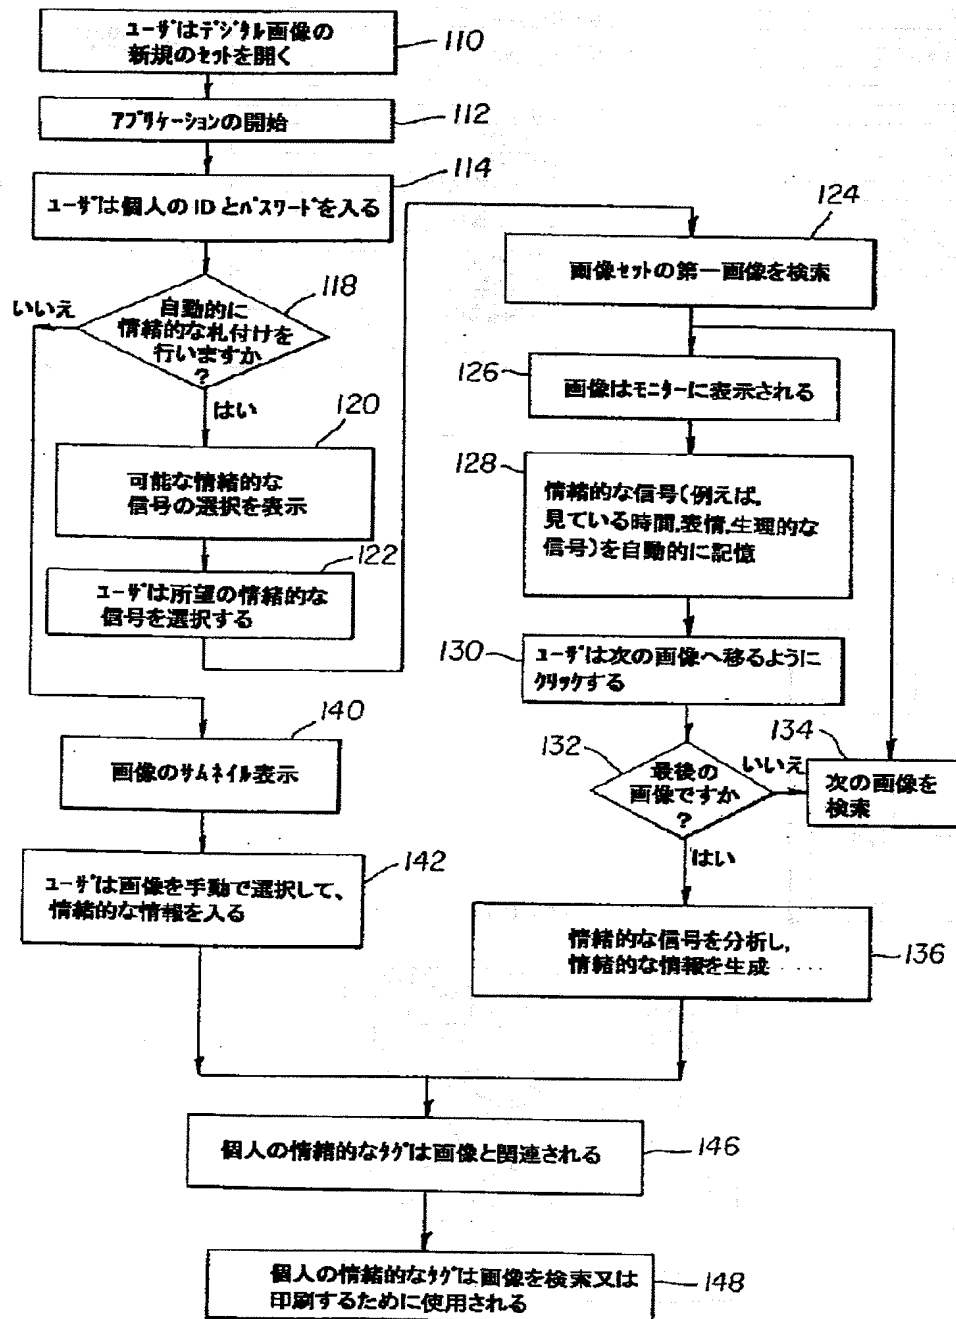 ユーザはデジタル画像の
新規のセットを開く
110
アプリケーションの開始
112
114
ユーザは個人の ID とパスワードを入る
118
いいえ
自動的に
情緒的な札付けを
行いますか
?
はい
120
可能な情緒的な
信号の選択を表示
122
ユーザは所望の情緒的な
信号を選択する
124
画像セットの第一画像を検索
126
画像はモニターに表示される
128
情緒的な信号(例えば,
見ている時間,表情,生理的な
信号)を自動的に記憶
130
ユーザは次の画像へ移るように
クリックする
132
最後の
画像ですか
?
いいえ
134
次の画像を
検索
はい
136
情緒的な信号を分析し,
情緒的な情報を生成
140
画像のサムネイル表示
142
ユーザは画像を手動で選択して、
情緒的な情報を入る
個人の情緒的なタグは画像と関連される
146
個人の情緒的なタグは画像を検索又は
印刷するために使用される
148